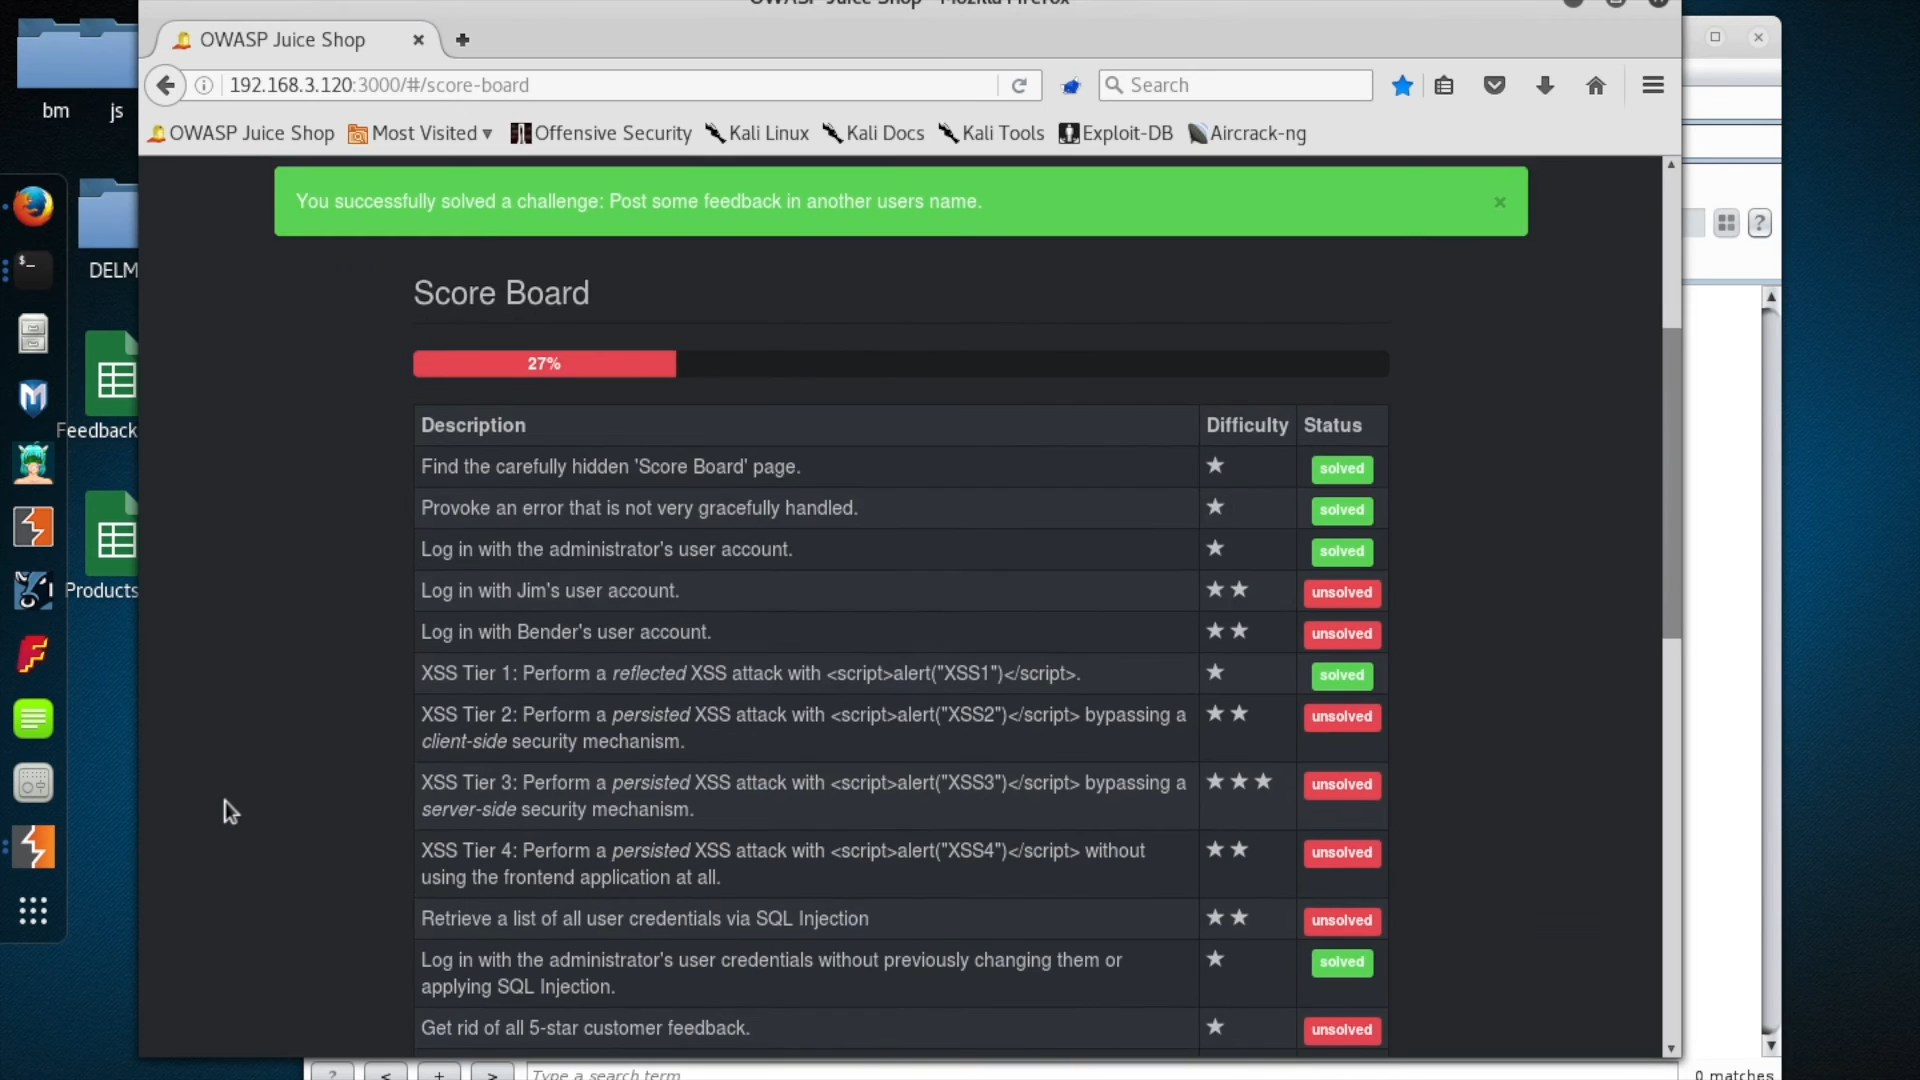 OWASP Juice Shop - Mozilla Firefox
OWASP Juice Shop
192.168.3.120:3000/#/score-board
Search
OWASP Juice Shop
Most Visited
Offensive Security
Kali Linux
Kali Docs
Kali Tools
Exploit-DB
Aircrack-ng
bm
js
DELM
Feedback
Products
You successfully solved a challenge: Post some feedback in another users name.
Score Board
27%
Description Difficulty Status
Find the carefully hidden 'Score Board' page. ★ solved
Provoke an error that is not very gracefully handled. ★ solved
Log in with the administrator's user account. ★ solved
Log in with Jim's user account. ★ ★ unsolved
Log in with Bender's user account. ★ ★ unsolved
XSS Tier 1: Perform a reflected XSS attack with <script>alert("XSS1")</script>. ★ solved
XSS Tier 2: Perform a persisted XSS attack with <script>alert("XSS2")</script> bypassing a ★ ★ unsolved
client-side security mechanism.
XSS Tier 3: Perform a persisted XSS attack with <script>alert("XSS3")</script> bypassing a ★ ★ ★ unsolved
server-side security mechanism.
XSS Tier 4: Perform a persisted XSS attack with <script>alert("XSS4")</script> without ★ ★ unsolved
using the frontend application at all.
Retrieve a list of all user credentials via SQL Injection ★ ★ unsolved
Log in with the administrator's user credentials without previously changing them or ★ solved
applying SQL Injection.
Get rid of all 5-star customer feedback. ★ unsolved
? < + > Type a search term 0 matches